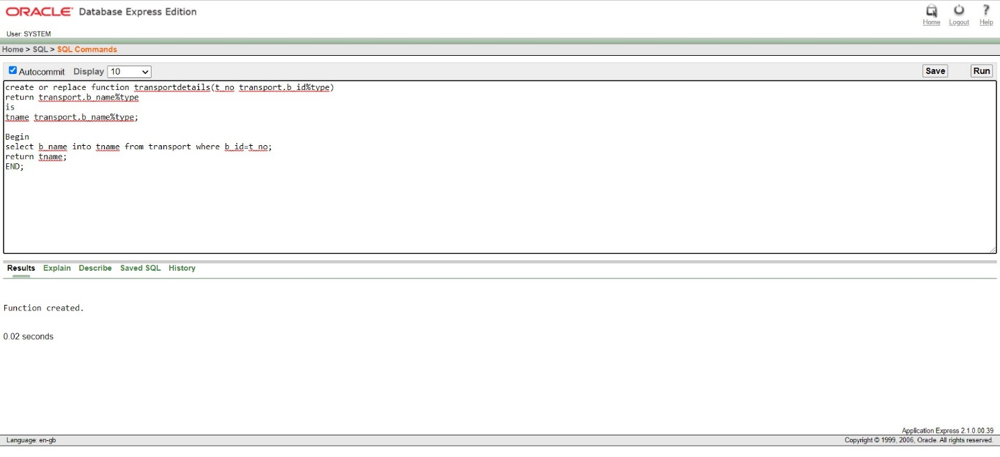 ORACLE Database Express Edition
Home Logout Help
User: SYSTEM
Home > SQL > SQL Commands
Autocommit Display 10 Save Run
create or replace function transportdetails(t_no transport.b_id%type)
return transport.b_name%type
is
tname transport.b_name%type;
Begin
select b_name into tname from transport where b_id=t_no;
return tname;
END;
Results Explain Describe Saved SQL History
Function created.
0.02 seconds
Application Express 2.1.0.00.39
Language: en-gb Copyright © 1999, 2006, Oracle. All rights reserved.